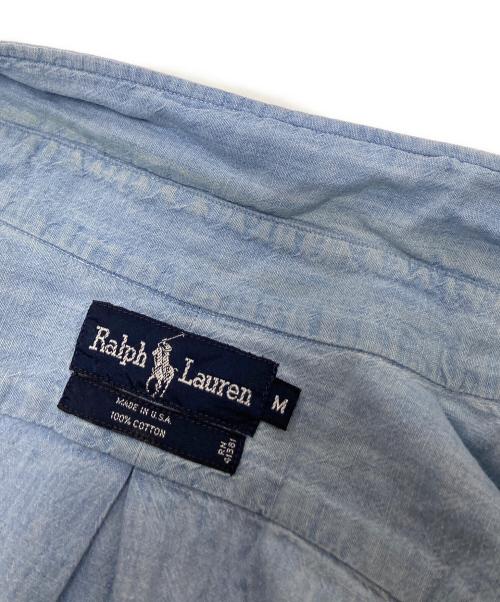 Ralph Lauren
M
MADE IN U.S.A.
100% COTTON
RN
41381